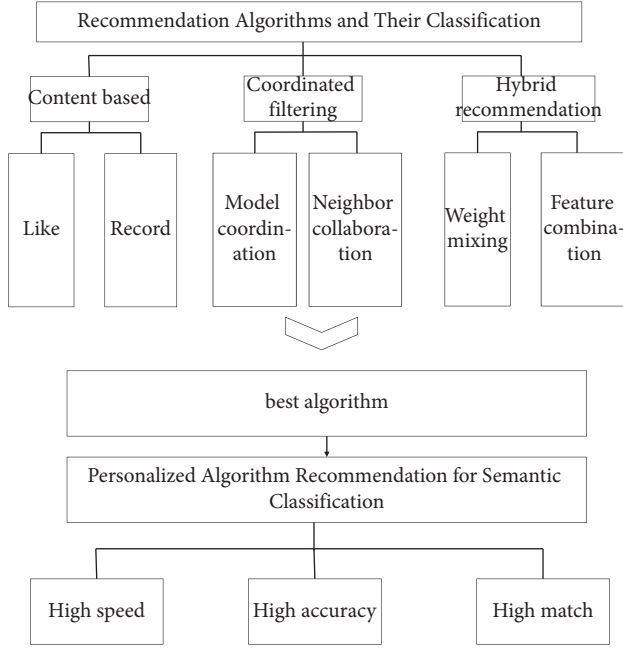 Recommendation Algorithms and Their Classification
Content based
Coordinated
filtering
Hybrid
recommendation
Like
Record
Model
coordin-
ation
Neighbor
collabora-
tion
Weight
mixing
Feature
combina-
tion
best algorithm
Personalized Algorithm Recommendation for Semantic
Classification
High speed
High accuracy
High match